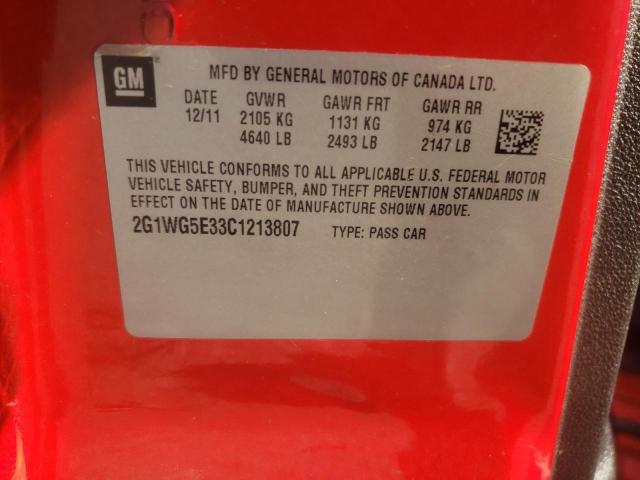 GM
MFD BY GENERAL MOTORS OF CANADA LTD.
DATE GVWR GAWR FRT GAWR RR
12/11 2105 KG 1131 KG 974 KG
4640 LB 2493 LB 2147 LB
THIS VEHICLE CONFORMS TO ALL APPLICABLE U.S. FEDERAL MOTOR
VEHICLE SAFETY, BUMPER, AND THEFT PREVENTION STANDARDS IN
EFFECT ON THE DATE OF MANUFACTURE SHOWN ABOVE.
2G1WG5E33C1213807 TYPE: PASS CAR